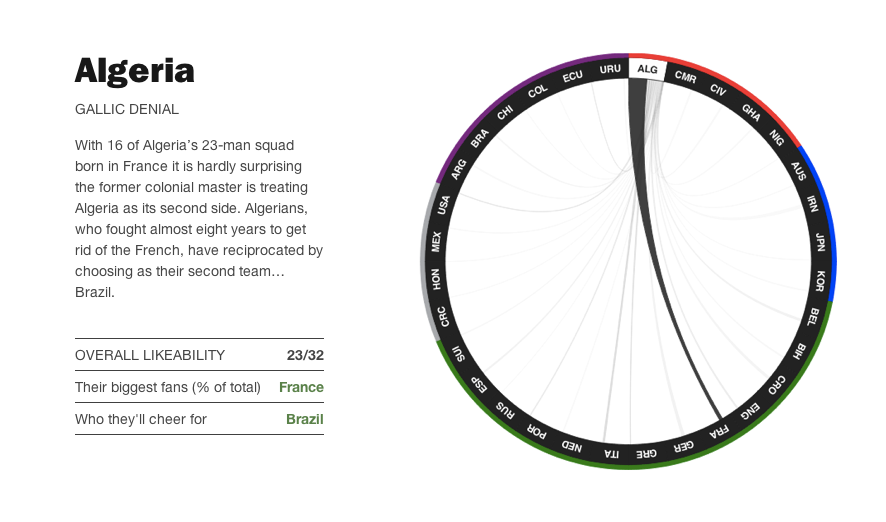 Algeria
GALLIC DENIAL
With 16 of Algeria's 23-man squad
born in France it is hardly surprising
the former colonial master is treating
Algeria as its second side. Algerians,
who fought almost eight years to get
rid of the French, have reciprocated by
choosing as their second team…
Brazil.
OVERALL LIKEABILITY 23/32
Their biggest fans (% of total) France
Who they'll cheer for Brazil
ALG
CMR
CIV
GHA
NIG
AUS
IRN
JPN
KOR
BEL
BIH
CRO
ENG
FRA
GER
GRE
ITA
NED
POR
RUS
ESP
SUI
CRC
HON
MEX
USA
ARG
BRA
CHI
COL
ECU
URU